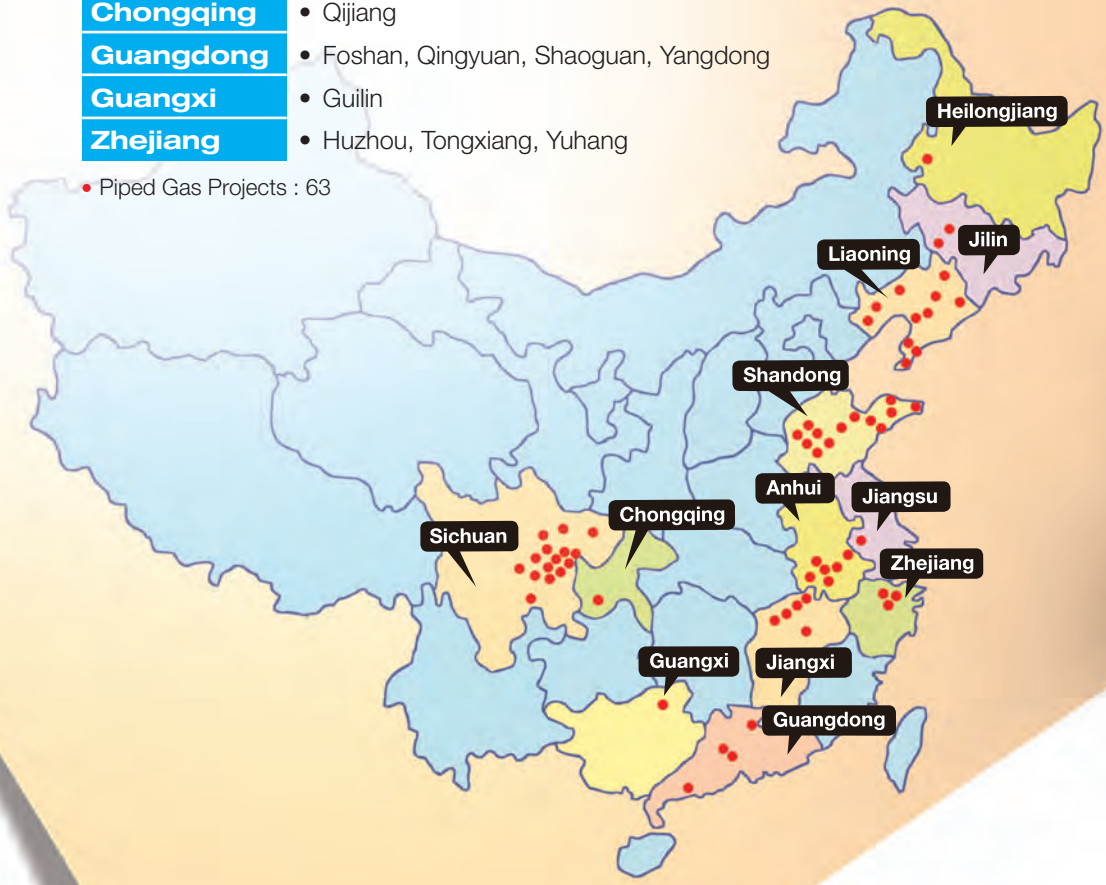 Chongqing • Qijiang
Guangdong • Foshan, Qingyuan, Shaoguan, Yangdong
Guangxi • Guilin
Zhejiang • Huzhou, Tongxiang, Yuhang
• Piped Gas Projects : 63
Heilongjiang
Jilin
Liaoning
Shandong
Anhui
Jiangsu
Chongqing
Sichuan
Zhejiang
Guangxi
Jiangxi
Guangdong